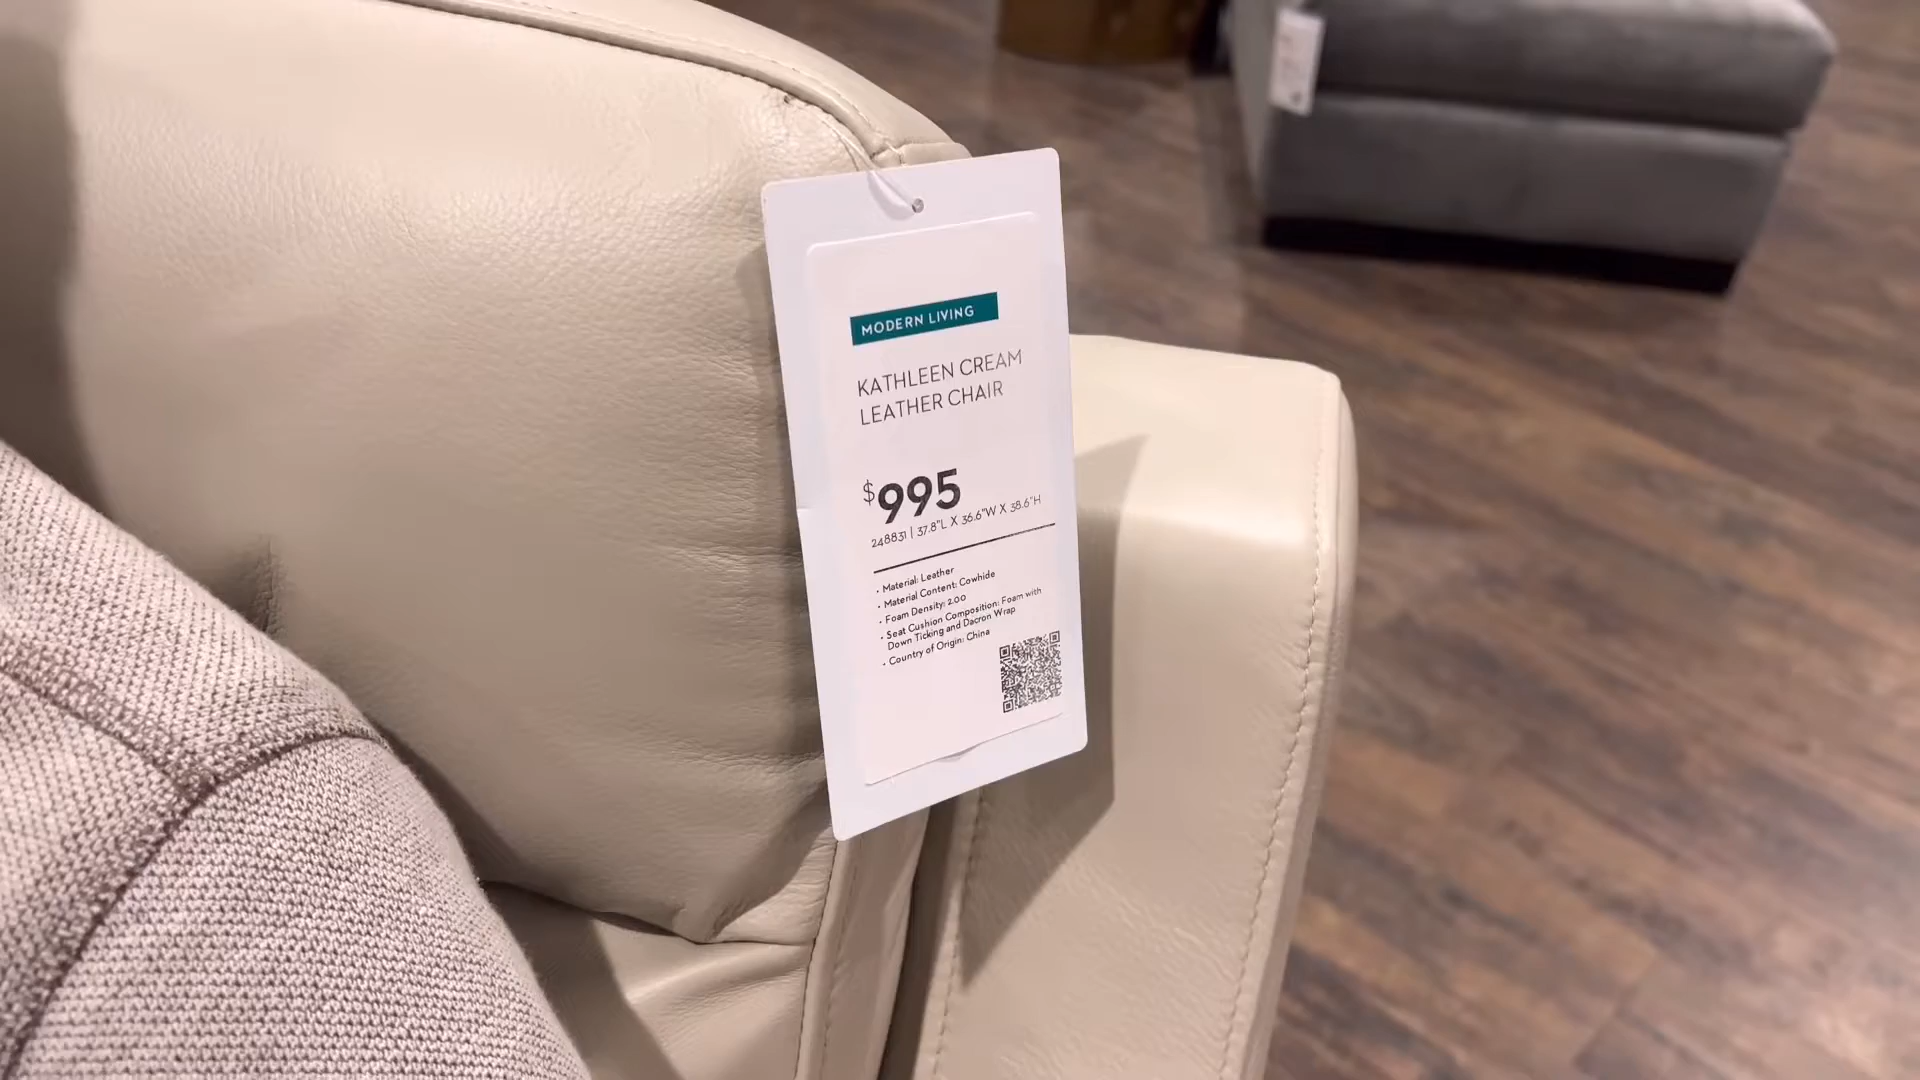 MODERN LIVING
KATHLEEN CREAM
LEATHER CHAIR
$995
248831 | 37.8"L X 36.6"W X 38.6"H
• Material: Leather
• Material Content: Cowhide
• Foam Density: 2.00
• Seat Cushion Composition: Foam with
Down Ticking and Dacron Wrap
• Country of Origin: China